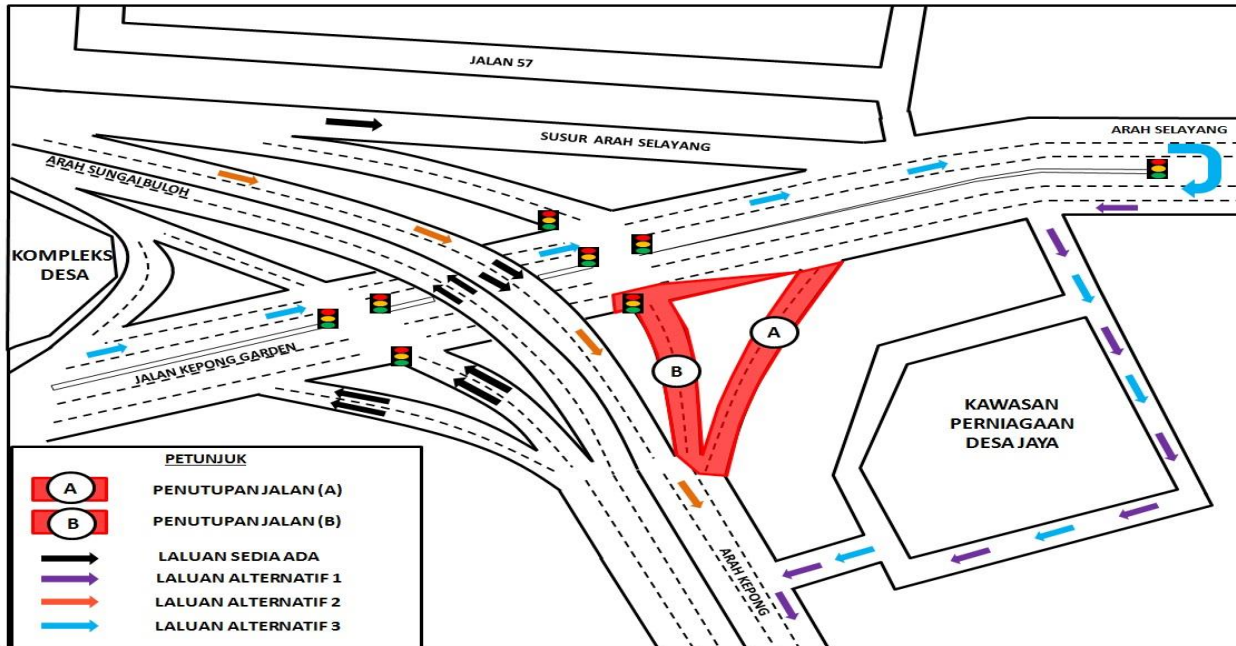 JALAN 57
SUSUR ARAH SELAYANG
ARAH SELAYANG
ARAH SUNGAI BULOH
KOMPLEKS
DESA
JALAN KEPONG GARDEN
A
B
KAWASAN
PERNIAGAAN
DESA JAYA
ARAH KEPONG
PETUNJUK
A PENUTUPAN JALAN (A)
B PENUTUPAN JALAN (B)
LALUAN SEDIA ADA
LALUAN ALTERNATIF 1
LALUAN ALTERNATIF 2
LALUAN ALTERNATIF 3